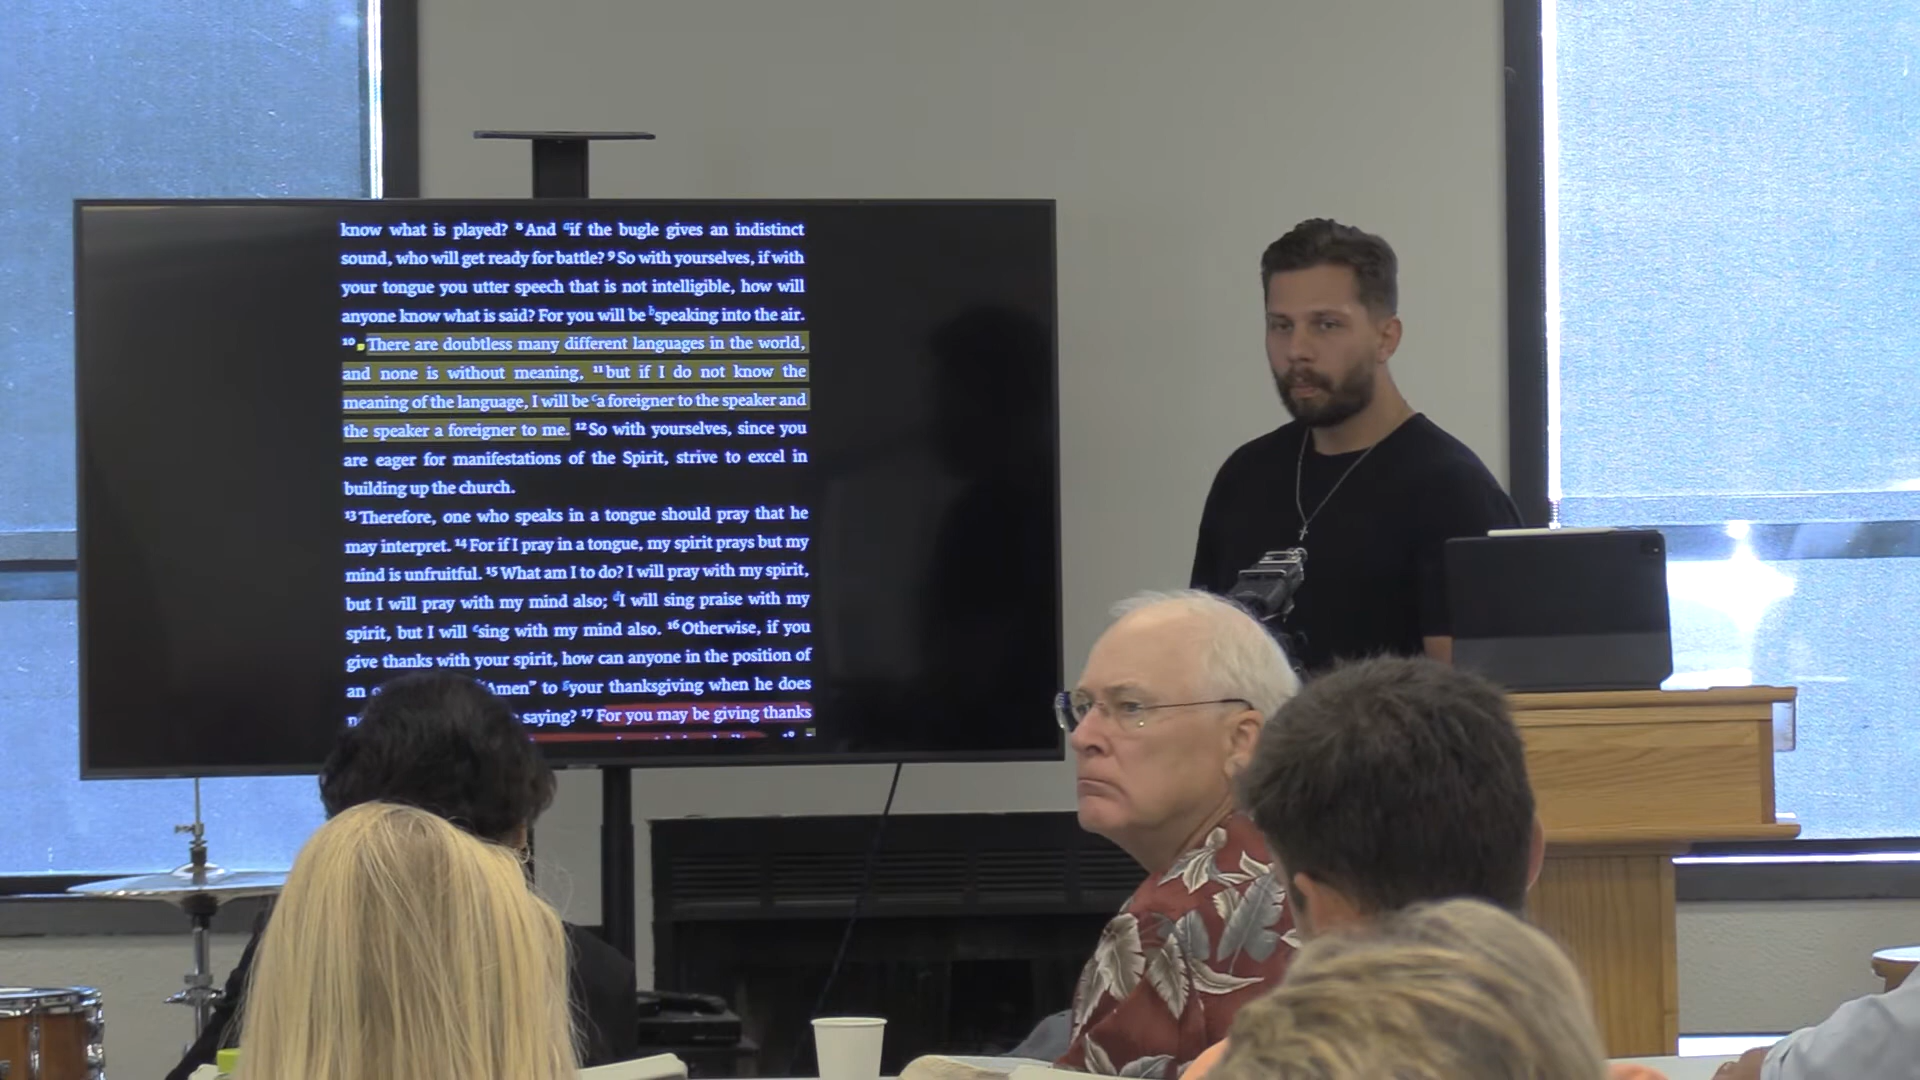 know what is played? ⁸And ᵃif the bugle gives an indistinct
sound, who will get ready for battle? ⁹So with yourselves, if with
your tongue you utter speech that is not intelligible, how will
anyone know what is said? For you will be ᵇspeaking into the air.
¹⁰ There are doubtless many different languages in the world,
and none is without meaning, ¹¹but if I do not know the
meaning of the language, I will be ᶜa foreigner to the speaker and
the speaker a foreigner to me. ¹²So with yourselves, since you
are eager for manifestations of the Spirit, strive to excel in
building up the church.
¹³Therefore, one who speaks in a tongue should pray that he
may interpret. ¹⁴For if I pray in a tongue, my spirit prays but my
mind is unfruitful. ¹⁵What am I to do? I will pray with my spirit,
but I will pray with my mind also; ᵈI will sing praise with my
spirit, but I will ᵉsing with my mind also. ¹⁶Otherwise, if you
give thanks with your spirit, how can anyone in the position of
an "Amen" to ᵍyour thanksgiving when he does
saying? ¹⁷For you may be giving thanks